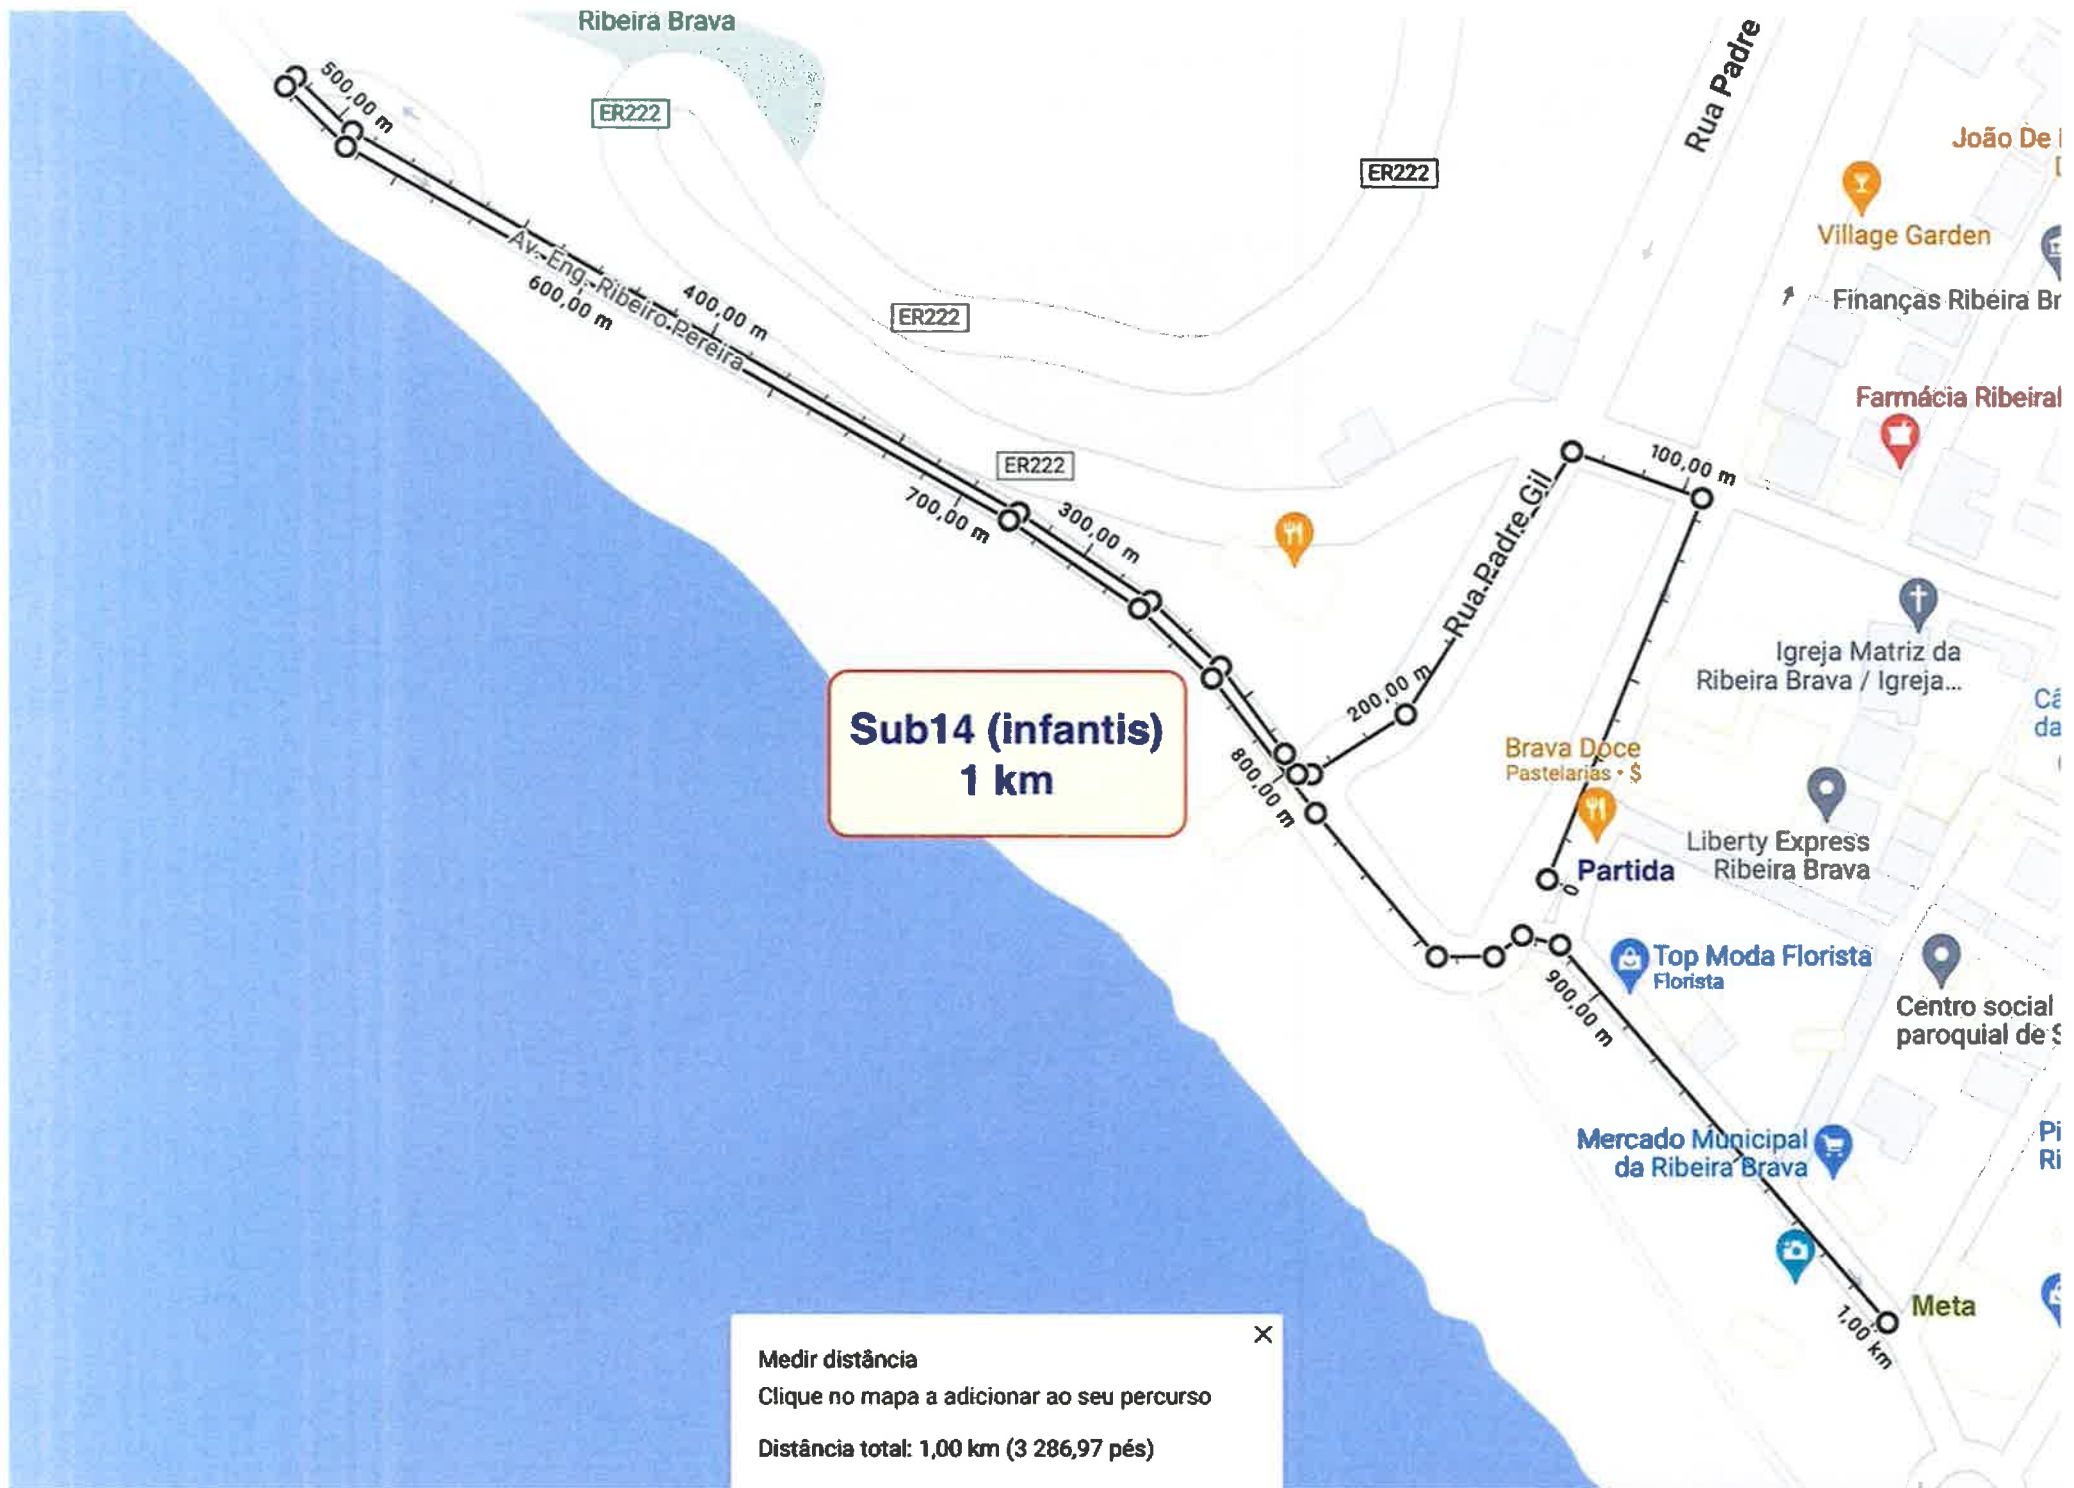 Ribeira Brava
Rua Padre
500,00 m
ER222
João De
ER222
Village Garden
Av. Eng. Ribeiro Pereira
600,00 m
400,00 m
ER222
Finanças Ribeira Br
Farmácia Ribeiral
ER222
100,00 m
Rua Padre Gil
700,00 m
300,00 m
Igreja Matriz da
Ribeira Brava / Igreja...
200,00 m
Câ
da
Sub14 (infantis)
1 km
800,00 m
Brava Doce
Pastelarias • $
Liberty Express
Ribeira Brava
Partida
0
Top Moda Florista
Florista
900,00 m
Centro social
paroquial de S
Mercado Municipal
da Ribeira Brava
Pi
Ri
Meta
1,00 km
Medir distância
Clique no mapa a adicionar ao seu percurso
Distância total: 1,00 km (3 286,97 pés)